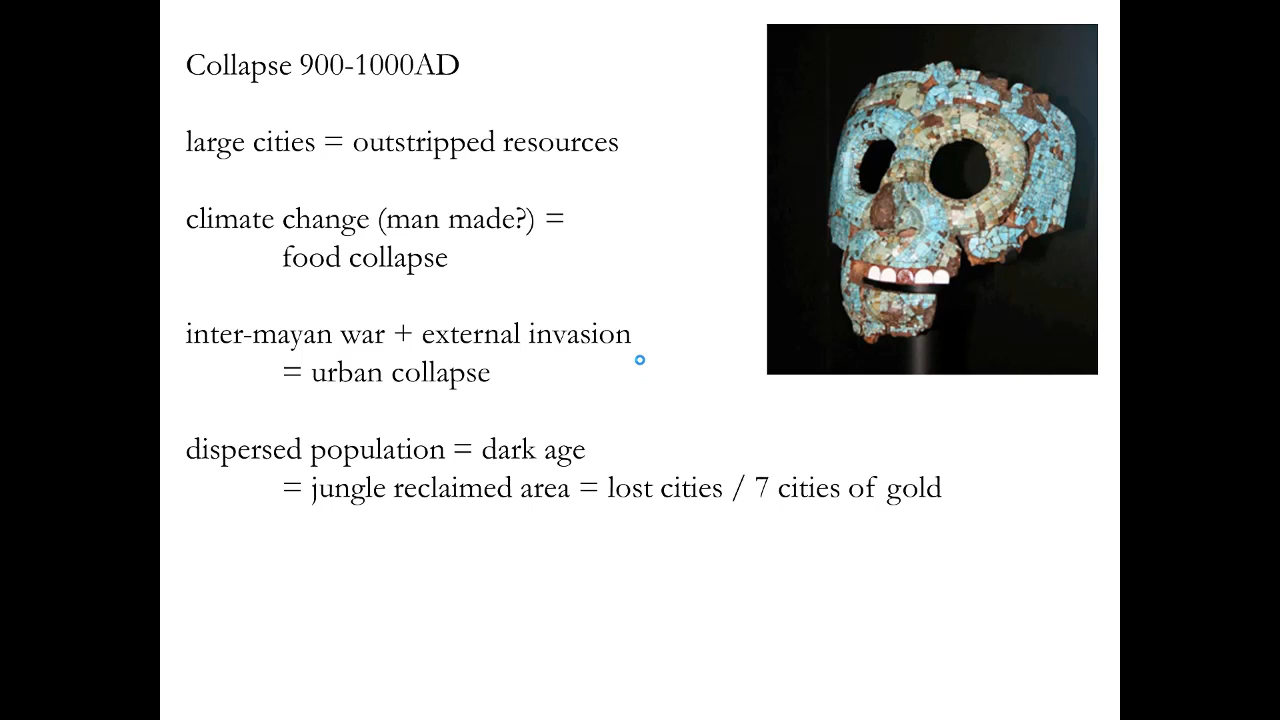 Collapse 900-1000AD
large cities = outstripped resources
climate change (man made?) =
food collapse
inter-mayan war + external invasion
= urban collapse
dispersed population = dark age
= jungle reclaimed area = lost cities / 7 cities of gold